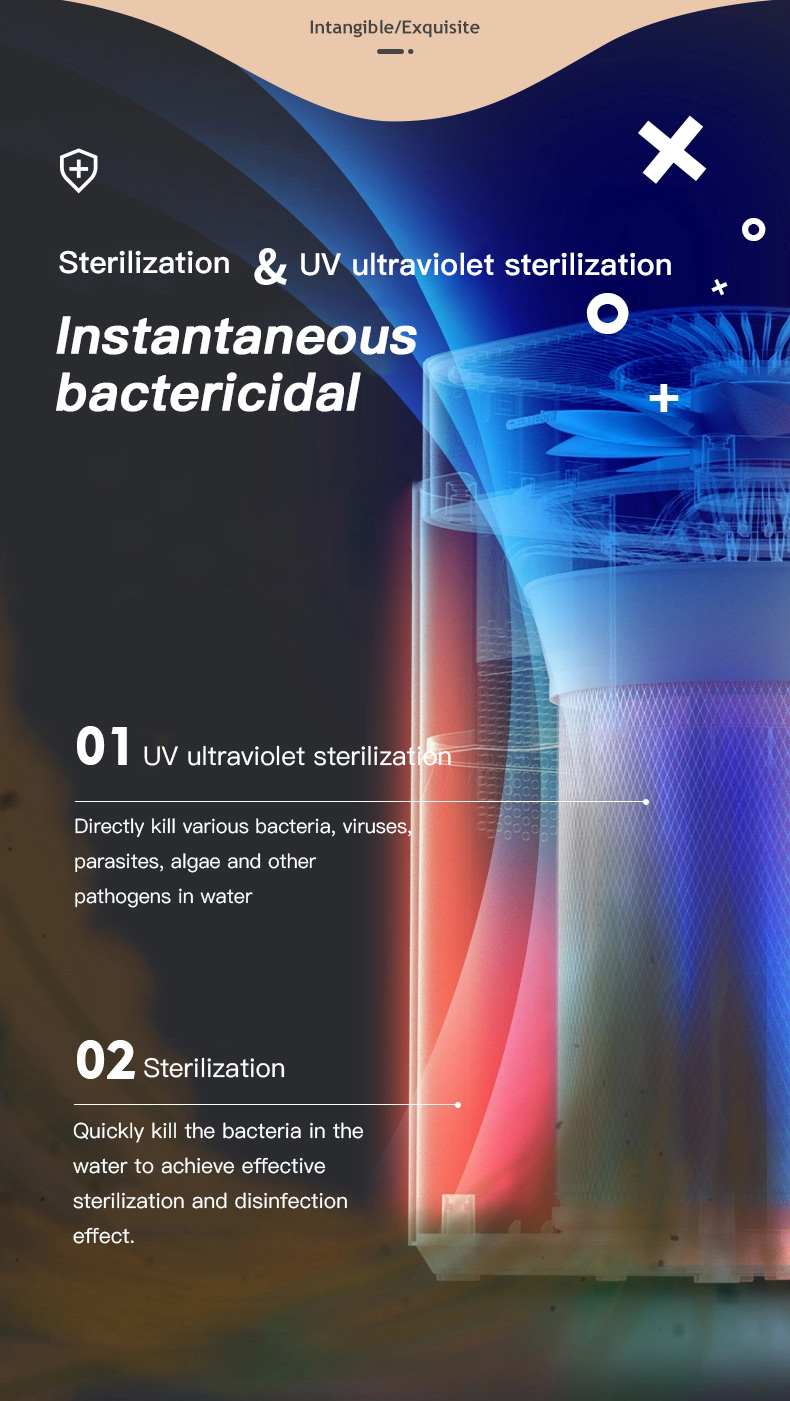 Intangible/Exquisite
Sterilization & UV ultraviolet sterilization
Instantaneous
bactericidal
01 UV ultraviolet sterilization
Directly kill various bacteria, viruses,
parasites, algae and other
pathogens in water
02 Sterilization
Quickly kill the bacteria in the
water to achieve effective
sterilization and disinfection
effect.